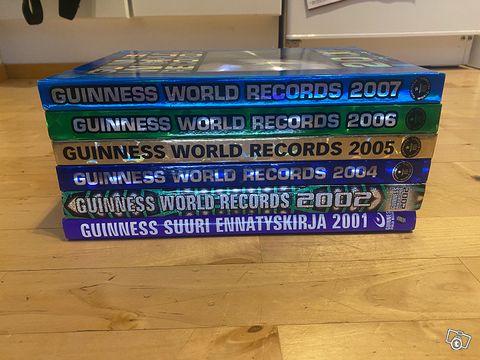 GUINNESS WORLD RECORDS 2007
GUINNESS WORLD RECORDS 2006
GUINNESS WORLD RECORDS 2005
GUINNESS WORLD RECORDS 2004
GUINNESS WORLD RECORDS 2002
GUINNESS SUURI ENNATYSKIRJA 2001